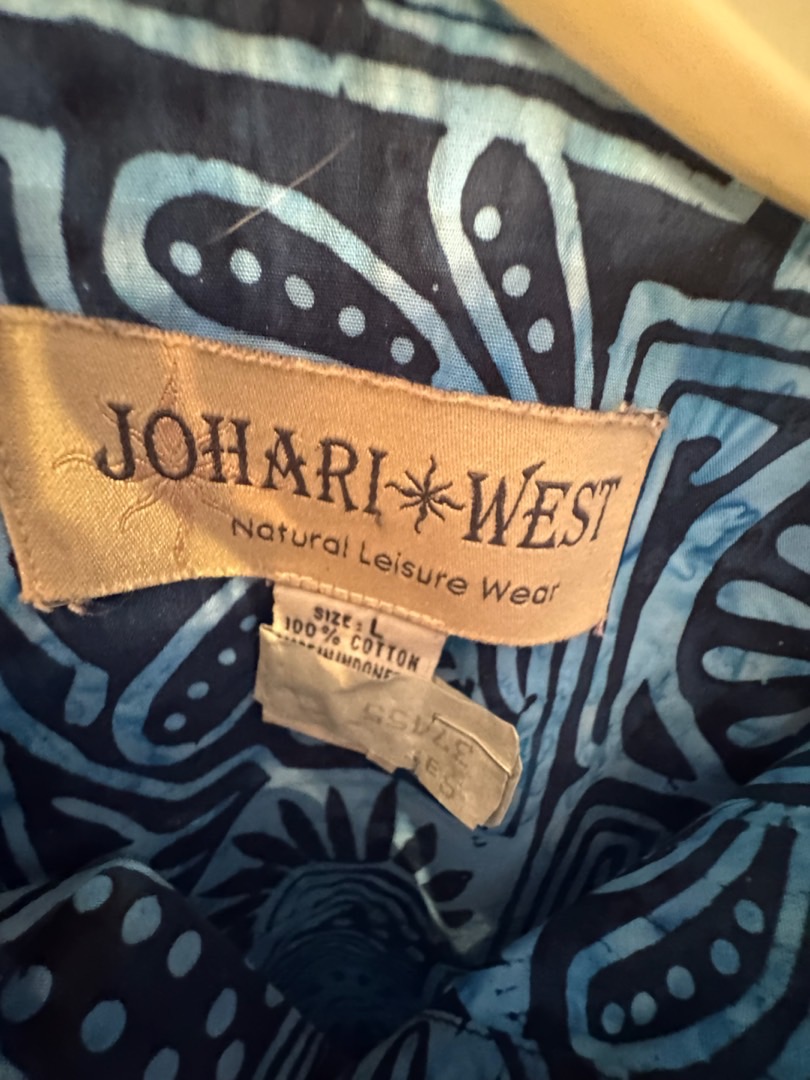 JOHARI WEST
Natural Leisure Wear
SIZE: L
100% COTTON